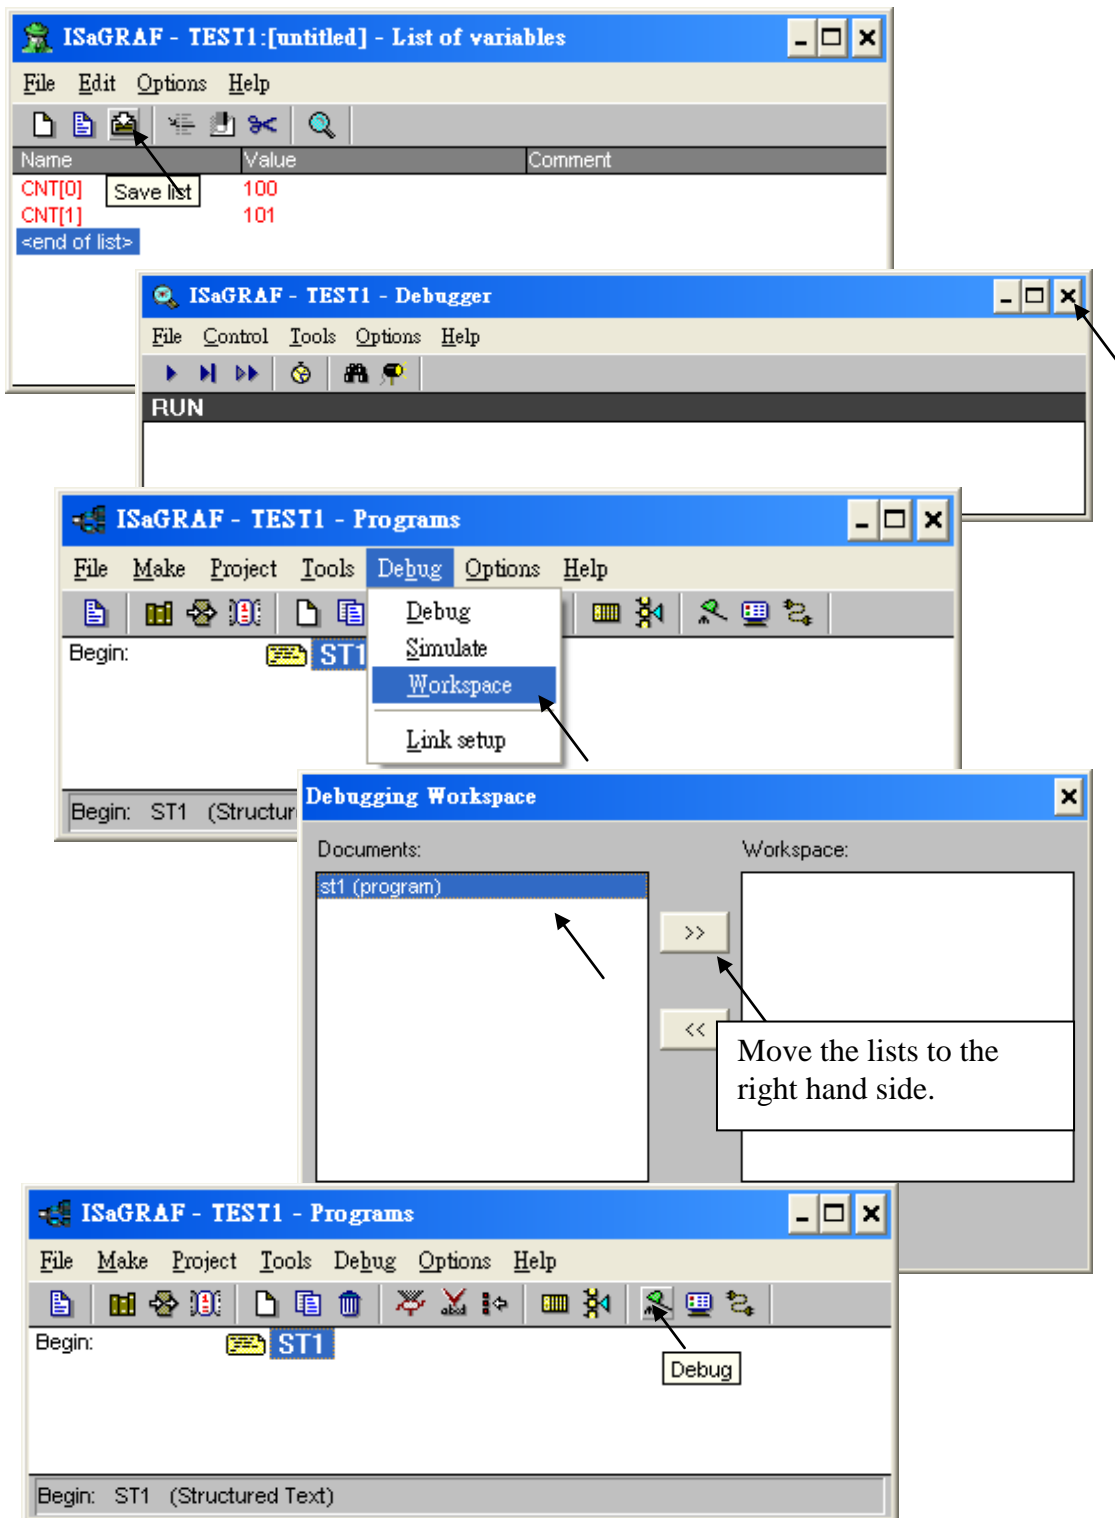 ISaGRAF - TEST1:[untitled] - List of variables
File Edit Options Help
Name Value Comment
CNT[0] 100
Save list
CNT[1] 101
<end of list>
ISaGRAF - TEST1 - Debugger
File Control Tools Options Help
RUN
ISaGRAF - TEST1 - Programs
File Make Project Tools Debug Options Help
Debug
Begin: ST1
Simulate
Workspace
Link setup
Begin: ST1 (Structur
Debugging Workspace
Documents: Workspace:
st1 (program)
>>
<<
Move the lists to the
right hand side.
ISaGRAF - TEST1 - Programs
File Make Project Tools Debug Options Help
Begin: ST1
Debug
Begin: ST1 (Structured Text)